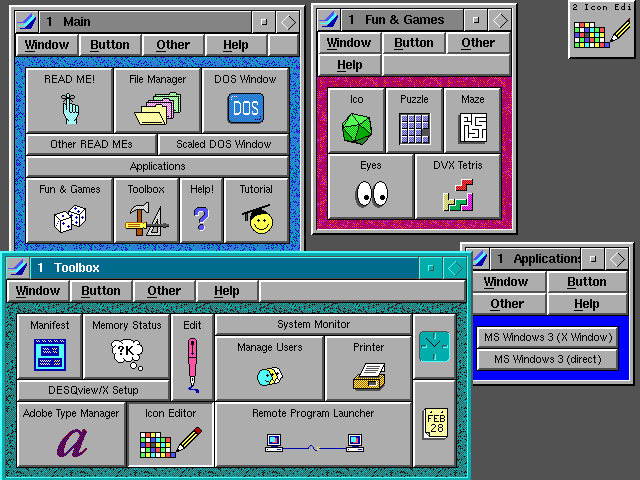 1 Main
Window Button Other Help
READ ME! File Manager DOS Window
DOS
Other READ MEs Scaled DOS Window
Applications
Fun & Games Toolbox Help! Tutorial
?
1 Fun & Games
Window Button Other
Help
Ico Puzzle Maze
Eyes DVX Tetris
2 Icon Edi
1 Toolbox
Window Button Other Help
Manifest Memory Status Edit System Monitor
?K
Manage Users Printer
DESQview/X Setup
Adobe Type Manager Icon Editor Remote Program Launcher
a
FEB
28
1 Applications
Window Button
Other Help
MS Windows 3 (X Window)
MS Windows 3 (direct)